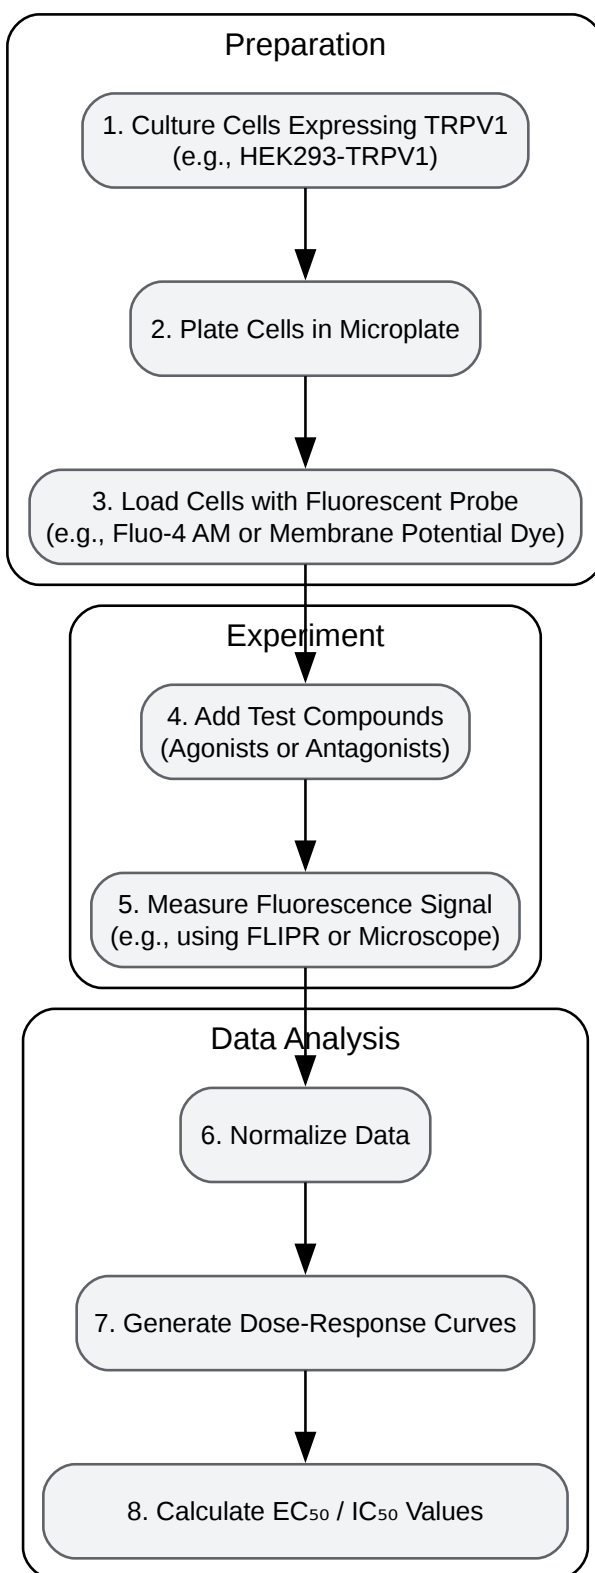 Preparation
1. Culture Cells Expressing TRPV1
(e.g., HEK293-TRPV1)
2. Plate Cells in Microplate
3. Load Cells with Fluorescent Probe
(e.g., Fluo-4 AM or Membrane Potential Dye)
Experiment
4. Add Test Compounds
(Agonists or Antagonists)
5. Measure Fluorescence Signal
(e.g., using FLIPR or Microscope)
Data Analysis
6. Normalize Data
7. Generate Dose-Response Curves
8. Calculate EC₅₀ / IC₅₀ Values